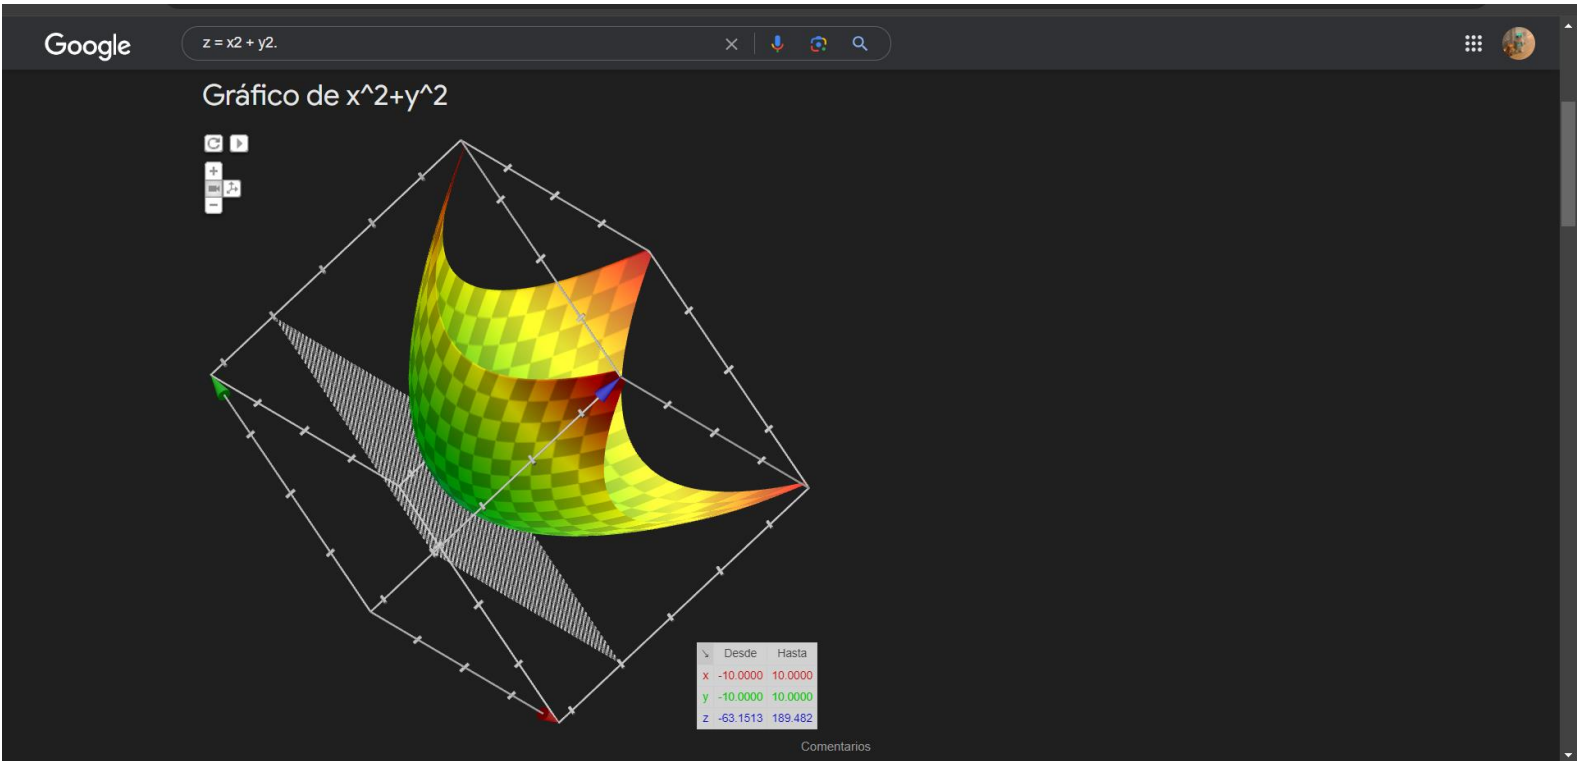 Google
z = x2 + y2.
Gráfico de x^2+y^2
Desde Hasta
x -10.0000 10.0000
y -10.0000 10.0000
z -63.1513 189.482
Comentarios